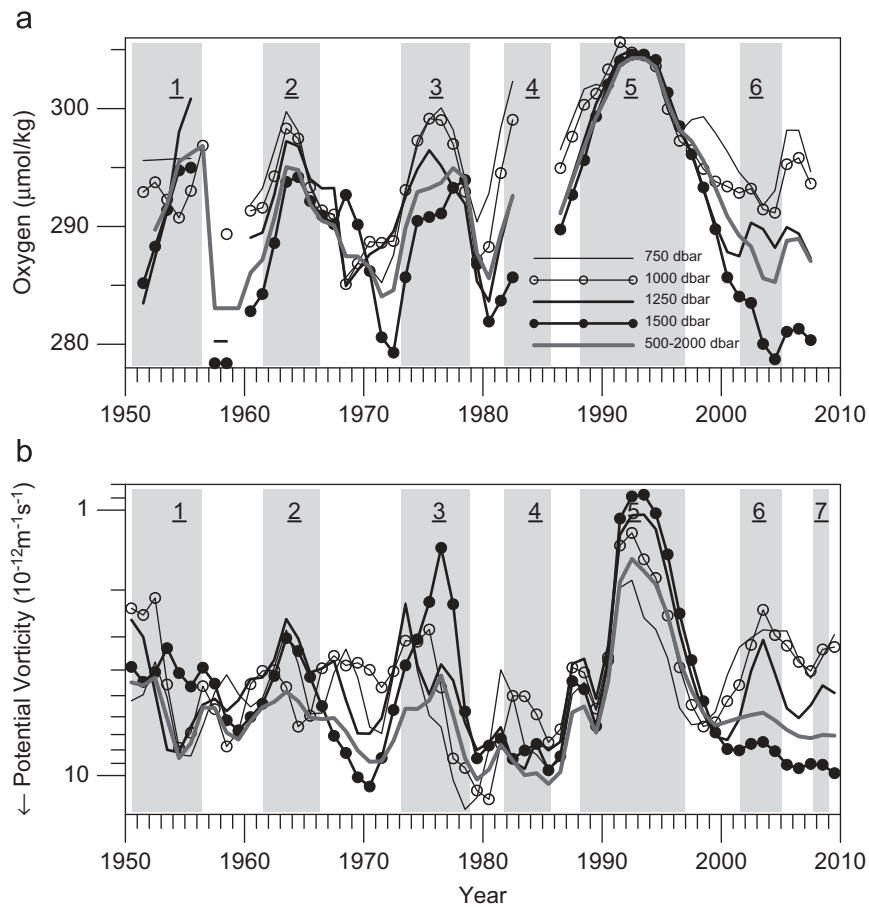 a
Oxygen (μmol/kg)
300
290
280
1 2 3 4 5 6
750 dbar
1000 dbar
1250 dbar
1500 dbar
500-2000 dbar
1950 1960 1970 1980 1990 2000 2010
b
← Potential Vorticity (10⁻¹²m⁻¹s⁻¹)
1
10
1 2 3 4 5 6 7
1950 1960 1970 1980 1990 2000 2010
Year